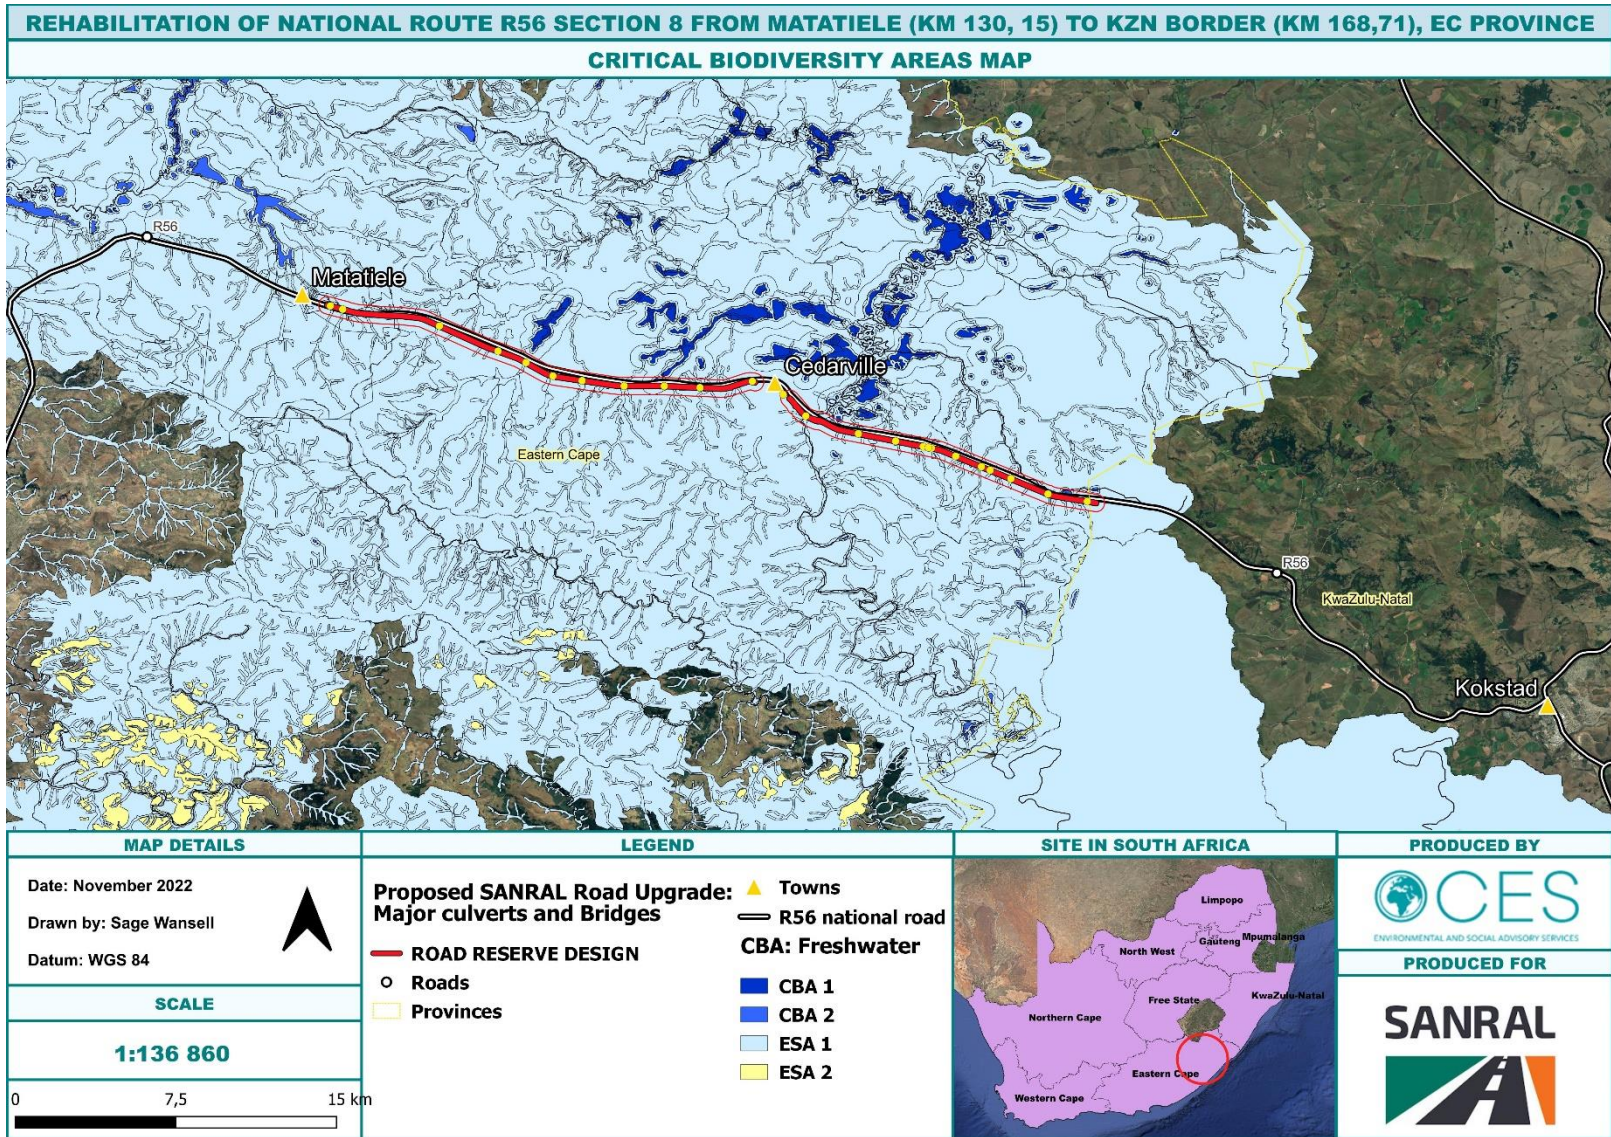 REHABILITATION OF NATIONAL ROUTE R56 SECTION 8 FROM MATATIELE (KM 130, 15) TO KZN BORDER (KM 168,71), EC PROVINCE
CRITICAL BIODIVERSITY AREAS MAP
R56
Matatiele
Cedarville
Eastern Cape
R56
KwaZulu-Natal
Kokstad
MAP DETAILS
Date: November 2022
Drawn by: Sage Wansell
Datum: WGS 84
SCALE
1:136 860
0 7,5 15 km
LEGEND
Proposed SANRAL Road Upgrade:
Major culverts and Bridges
ROAD RESERVE DESIGN
Roads
Provinces
Towns
R56 national road
CBA: Freshwater
CBA 1
CBA 2
ESA 1
ESA 2
SITE IN SOUTH AFRICA
Limpopo
Mpumalanga
Gauteng
North West
Free State
KwaZulu-Natal
Northern Cape
Eastern Cape
Western Cape
PRODUCED BY
CES
ENVIRONMENTAL AND SOCIAL ADVISORY SERVICES
PRODUCED FOR
SANRAL